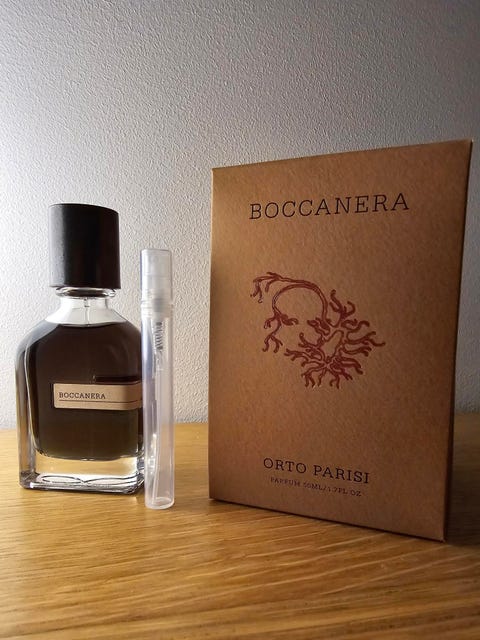 BOCCANERA
BOCCANERA
ORTO PARISI
PARFUM 50ML/1.7FL OZ